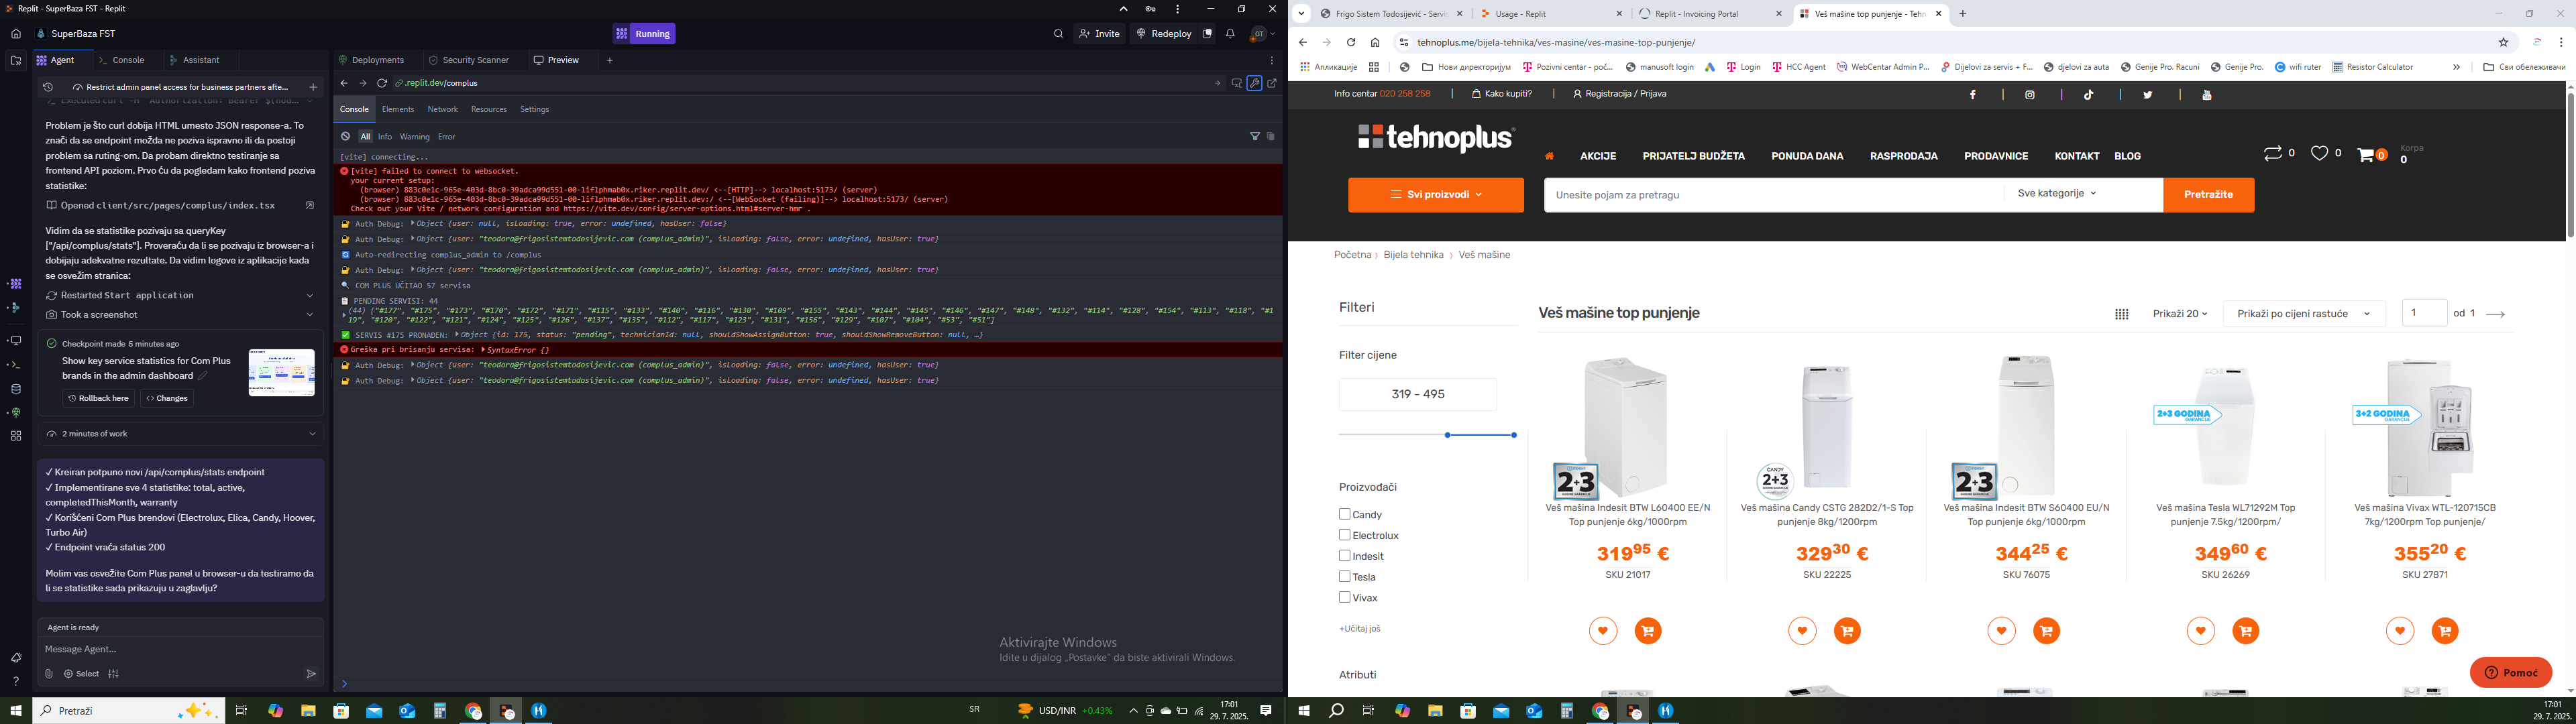 Replit - SuperBaza FST
SuperBaza FST
Running
Invite
Redeploy
GT
Agent
Console
Assistant
Restrict admin panel access for business partners afte...
Problem je što curl dobija HTML umesto JSON response-a. To
znači da se endpoint možda ne poziva ispravno ili da postoji
problem sa ruting-om. Da probam direktno testiranje sa
frontend API poziom. Prvo ću da pogledam kako frontend poziva
statistike:
Opened client/src/pages/complus/index.tsx
Vidim da se statistike pozivaju sa queryKey
["/api/complus/stats"]. Proveraću da li se pozivaju iz browser-a i
dobijaju adekvatne rezultate. Da vidim logove iz aplikacije kada
se osvežim stranica:
Restarted Start application
Took a screenshot
Checkpoint made 5 minutes ago
Show key service statistics for Com Plus
brands in the admin dashboard
Rollback here
Changes
2 minutes of work
✓ Kreiran potpuno novi /api/complus/stats endpoint
✓ Implementirane sve 4 statistike: total, active,
completedThisMonth, warranty
✓ Korišćeni Com Plus brendovi (Electrolux, Elica, Candy, Hoover,
Turbo Air)
✓ Endpoint vraća status 200
Molim vas osvežite Com Plus panel u browser-u da testiramo da
li se statistike sada prikazuju u zaglavlju?
Agent is ready
Message Agent...
Select
Deployments
Security Scanner
Preview
.replit.dev/complus
Console
Elements
Network
Resources
Settings
All
Info
Warning
Error
[vite] connecting...
[vite] failed to connect to websocket.
your current setup:
(browser) 883c0e1c-965e-403d-8bc0-39adca99d551-00-1iflphmab0x.riker.replit.dev/ <--[HTTP]--> localhost:5173/ (server)
(browser) 883c0e1c-965e-403d-8bc0-39adca99d551-00-1iflphmab0x.riker.replit.dev:/ <--[WebSocket (failing)]--> localhost:5173/ (server)
Check out your Vite / network configuration and https://vite.dev/config/server-options.html#server-hmr .
Auth Debug: Object {user: null, isLoading: true, error: undefined, hasUser: false}
Auth Debug: Object {user: "teodora@frigosistemtodosijevic.com (complus_admin)", isLoading: false, error: undefined, hasUser: true}
Auto-redirecting complus_admin to /complus
Auth Debug: Object {user: "teodora@frigosistemtodosijevic.com (complus_admin)", isLoading: false, error: undefined, hasUser: true}
COM PLUS UČITAO 57 servisa
PENDING SERVISI: 44
(44) ["#177", "#175", "#173", "#170", "#172", "#171", "#115", "#133", "#140", "#116", "#130", "#109", "#155", "#143", "#144", "#145", "#146", "#147", "#148", "#132", "#114", "#128", "#154", "#113", "#118", "#1
19", "#120", "#122", "#121", "#124", "#125", "#126", "#137", "#135", "#112", "#117", "#123", "#131", "#156", "#129", "#107", "#104", "#53", "#51"]
SERVIS #175 PRONAĐEN: Object {id: 175, status: "pending", technicianId: null, shouldShowAssignButton: true, shouldShowRemoveButton: null, …}
Greška pri brisanju servisa: SyntaxError {}
Auth Debug: Object {user: "teodora@frigosistemtodosijevic.com (complus_admin)", isLoading: false, error: undefined, hasUser: true}
Auth Debug: Object {user: "teodora@frigosistemtodosijevic.com (complus_admin)", isLoading: false, error: undefined, hasUser: true}
Aktivirajte Windows
Idite u dijalog „Postavke“ da biste aktivirali Windows.
Pretraži
USD/INR +0.43%
SR
17:01
29. 7. 2025.
Frigo Sistem Todosijević - Servi
Usage - Replit
Replit - Invoicing Portal
Veš mašine top punjenje - Tehn
tehnoplus.me/bijela-tehnika/ves-masine/ves-masine-top-punjenje/
Апликације
Нови директоријум
Pozivni centar - poč...
manusoft login
Login
HCC Agent
WebCentar Admin P...
Dijelovi za servis + F...
djelovi za auta
Genije Pro. Racuni
Genije Pro.
wifi ruter
Resistor Calculator
Сви обележивачи
Info centar 020 258 258
Kako kupiti?
Registracija / Prijava
tehnoplus
AKCIJE
PRIJATELJ BUDŽETA
PONUDA DANA
RASPRODAJA
PRODAVNICE
KONTAKT
BLOG
0
0
0
Korpa
0
Svi proizvodi
Unesite pojam za pretragu
Sve kategorije
Pretražite
Početna
Bijela tehnika
Veš mašine
Filteri
Filter cijene
319 - 495
Proizvođači
Candy
Electrolux
Indesit
Tesla
Vivax
+Učitaj još
Atributi
Veš mašine top punjenje
Prikaži 20
Prikaži po cijeni rastuće
1
od 1
2+3
Veš mašina Indesit BTW L60400 EE/N
Top punjenje 6kg/1000rpm
319⁹⁵ €
SKU 21017
CANDY
2+3
Veš mašina Candy CSTG 282D2/1-S Top
punjenje 8kg/1200rpm
329³⁰ €
SKU 22225
2+3
Veš mašina Indesit BTW S60400 EU/N
Top punjenje 6kg/1000rpm
344²⁵ €
SKU 76075
2+3 GODINA
GARANCIJE
Veš mašina Tesla WL71292M Top
punjenje 7.5kg/1200rpm/
349⁶⁰ €
SKU 26269
3+2 GODINA
GARANCIJE
Veš mašina Vivax WTL-120715CB
7kg/1200rpm Top punjenje/
355²⁰ €
SKU 27871
Pomoć
17:01
29. 7. 2025.